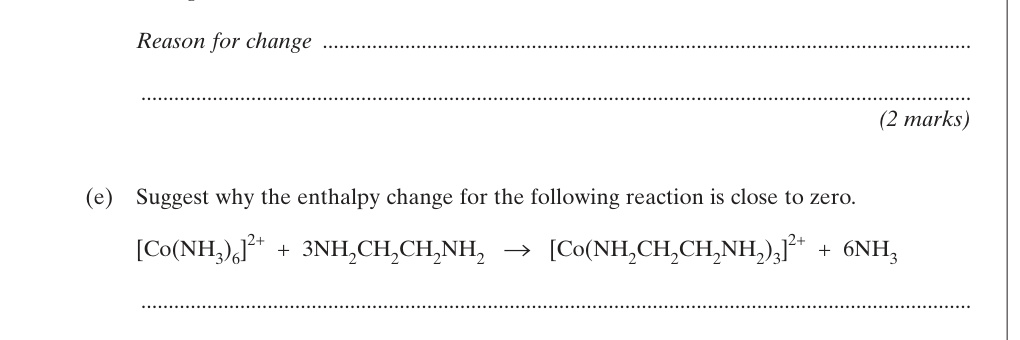 Reason for change ................................................................
................................................................
(2 marks)
(e) Suggest why the enthalpy change for the following reaction is close to zero.
[Co(NH₃)₆]²⁺ + 3NH₂CH₂CH₂NH₂ → [Co(NH₂CH₂CH₂NH₂)₃]²⁺ + 6NH₃
................................................................